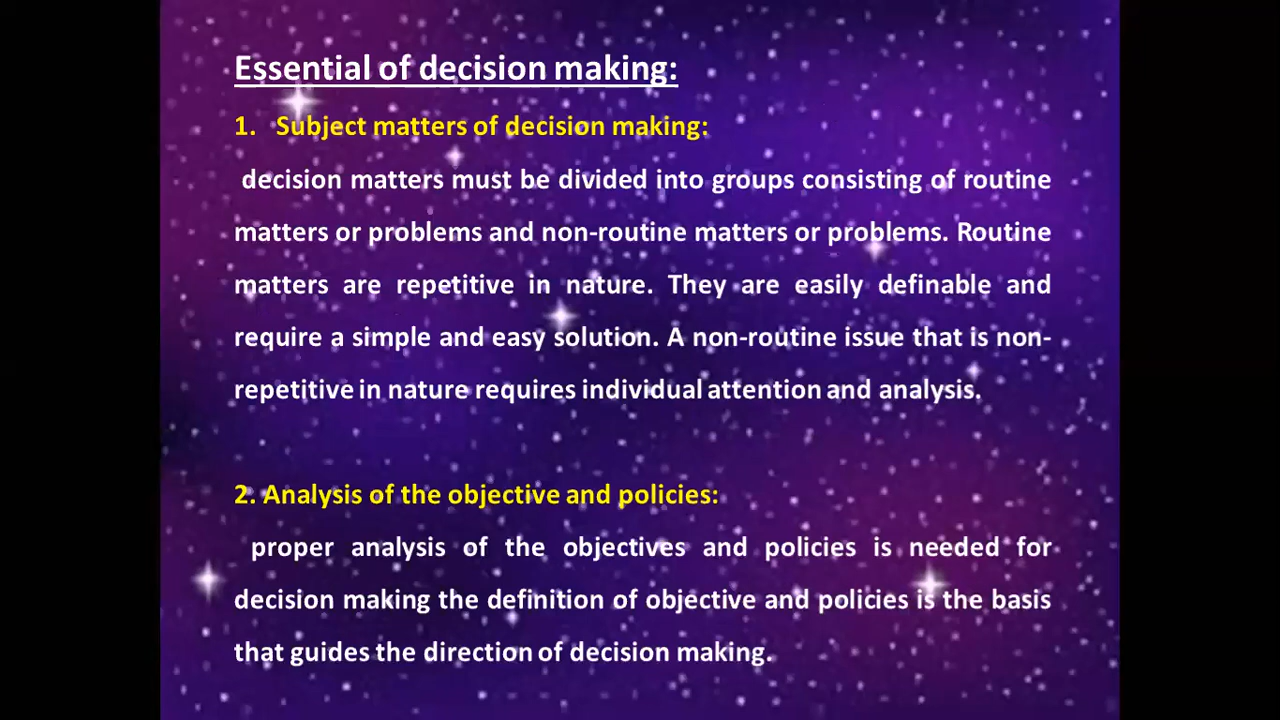 Essential of decision making:
1. Subject matters of decision making:
decision matters must be divided into groups consisting of routine
matters or problems and non-routine matters or problems. Routine
matters are repetitive in nature. They are easily definable and
require a simple and easy solution. A non-routine issue that is non-
repetitive in nature requires individual attention and analysis.
2. Analysis of the objective and policies:
proper analysis of the objectives and policies is needed for
decision making the definition of objective and policies is the basis
that guides the direction of decision making.